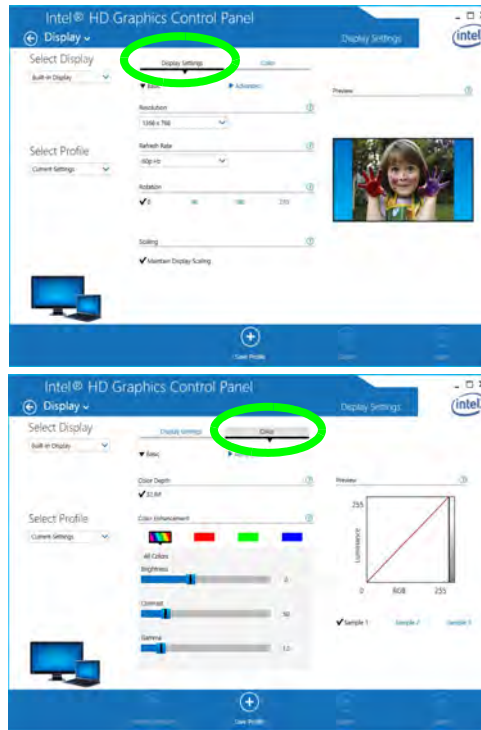 Intel® HD Graphics Control Panel
Display
Display Settings
intel
Select Display
Built-in Display
Display Settings
Color
Basic
Advanced
Preview
Resolution
1366 x 768
Select Profile
Current Settings
Refresh Rate
60p Hz
Rotation
0 90 180 270
Scaling
Maintain Display Scaling
Save Profile
Intel® HD Graphics Control Panel
Display
Display Settings
intel
Select Display
Built-in Display
Display Settings
Color
Basic
Color Depth
Preview
32 Bit
Select Profile
Current Settings
Color Enhancement
255
Luminance
0 RGB 255
All Colors
Brightness
0
Contrast
50
Gamma
1.0
Sample 1 Sample 2 Sample 3
Save Profile